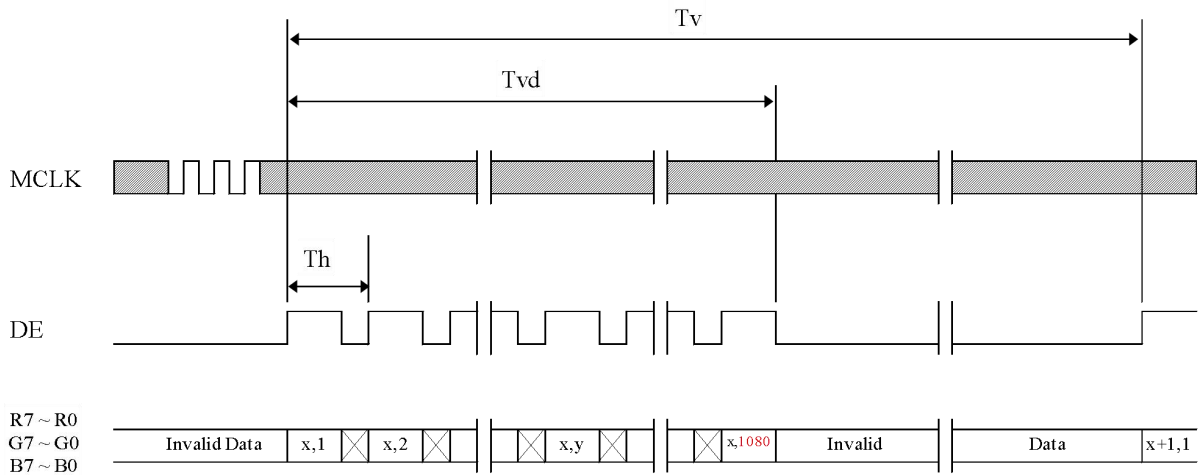 Tv
Tvd
MCLK
Th
DE
R7 ~ R0
G7 ~ G0
B7 ~ B0
Invalid Data x,1 x,2 x,y x,1080 Invalid Data x+1,1